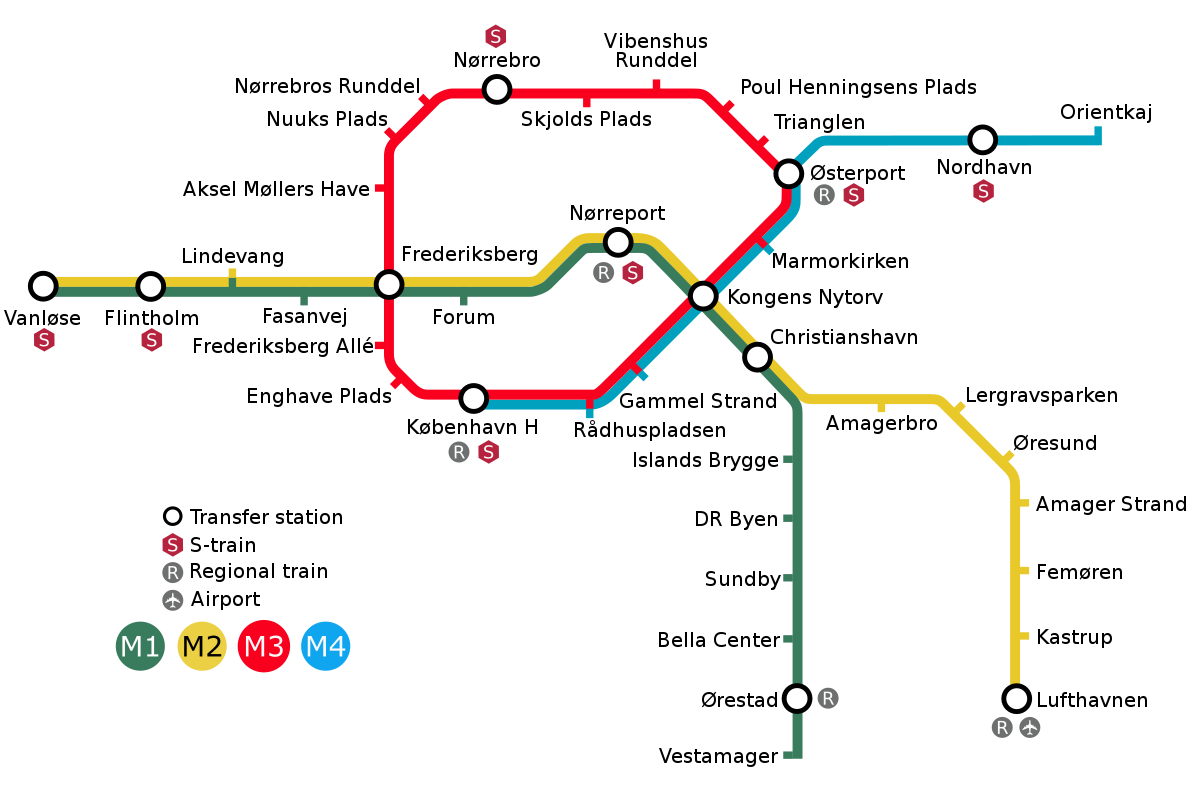 S
Nørrebro
Vibenshus
Runddel
Nørrebros Runddel
Poul Henningsens Plads
Nuuks Plads
Skjolds Plads
Trianglen
Orientkaj
Aksel Møllers Have
Østerport
R S
Nordhavn
S
Nørreport
R S
Lindevang
Frederiksberg
Marmorkirken
Vanløse
S
Flintholm
S
Fasanvej
Forum
Kongens Nytorv
Frederiksberg Allé
Christianshavn
Enghave Plads
København H
R S
Gammel Strand
Rådhuspladsen
Amagerbro
Lergravsparken
Øresund
Islands Brygge
Amager Strand
DR Byen
Femøren
Sundby
Kastrup
Bella Center
Ørestad
R
Lufthavnen
R
Vestamager
Transfer station
S S-train
R Regional train
Airport
M1 M2 M3 M4